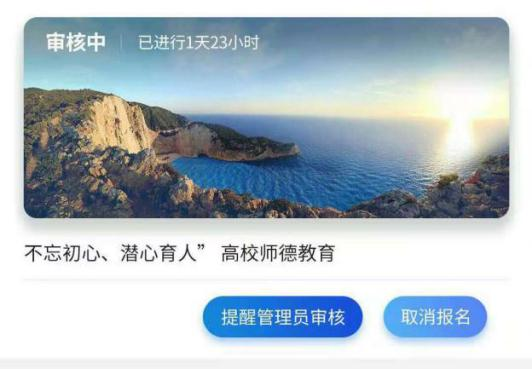 审核中 | 已进行1天23小时
不忘初心、潜心育人” 高校师德教育
提醒管理员审核 取消报名